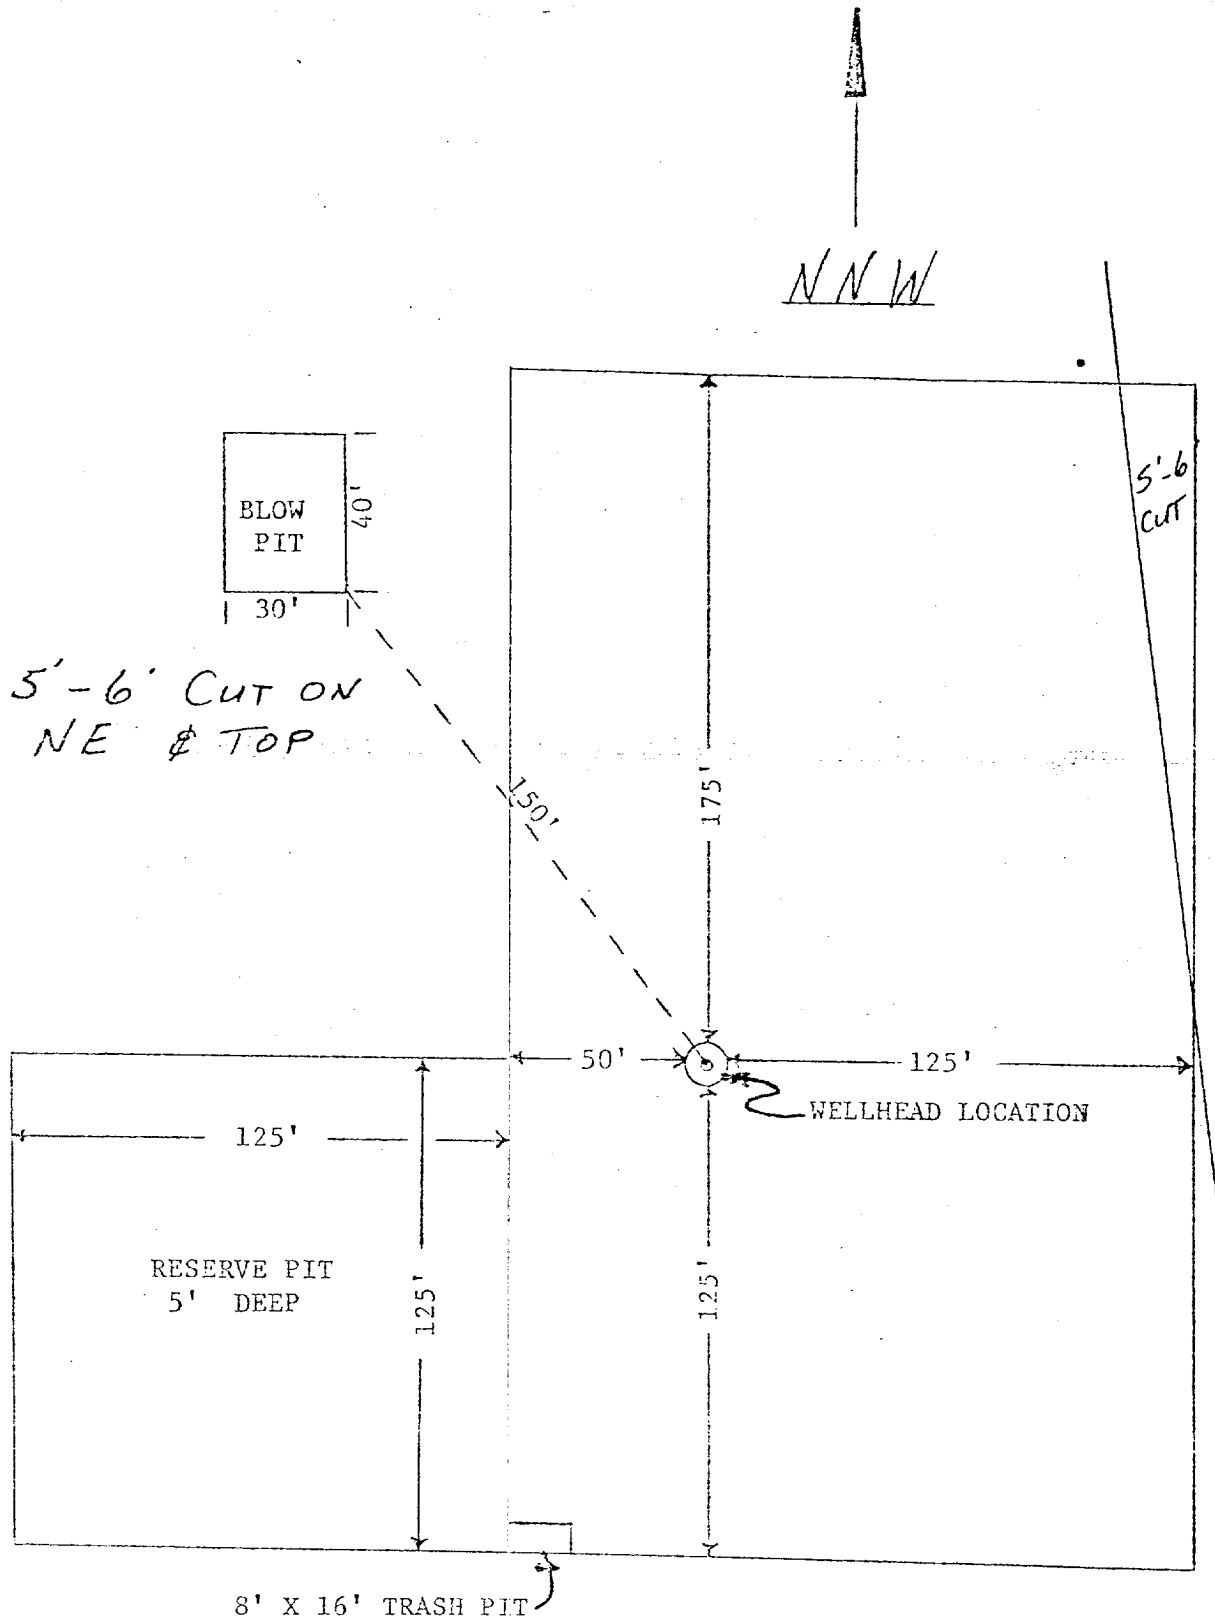 NNW
5'-6
CUT
BLOW
PIT
40'
30'
5'-6' CUT ON
NE & TOP
150'
175'
50'
125'
WELLHEAD LOCATION
125'
RESERVE PIT
5' DEEP
125'
125'
8' X 16' TRASH PIT